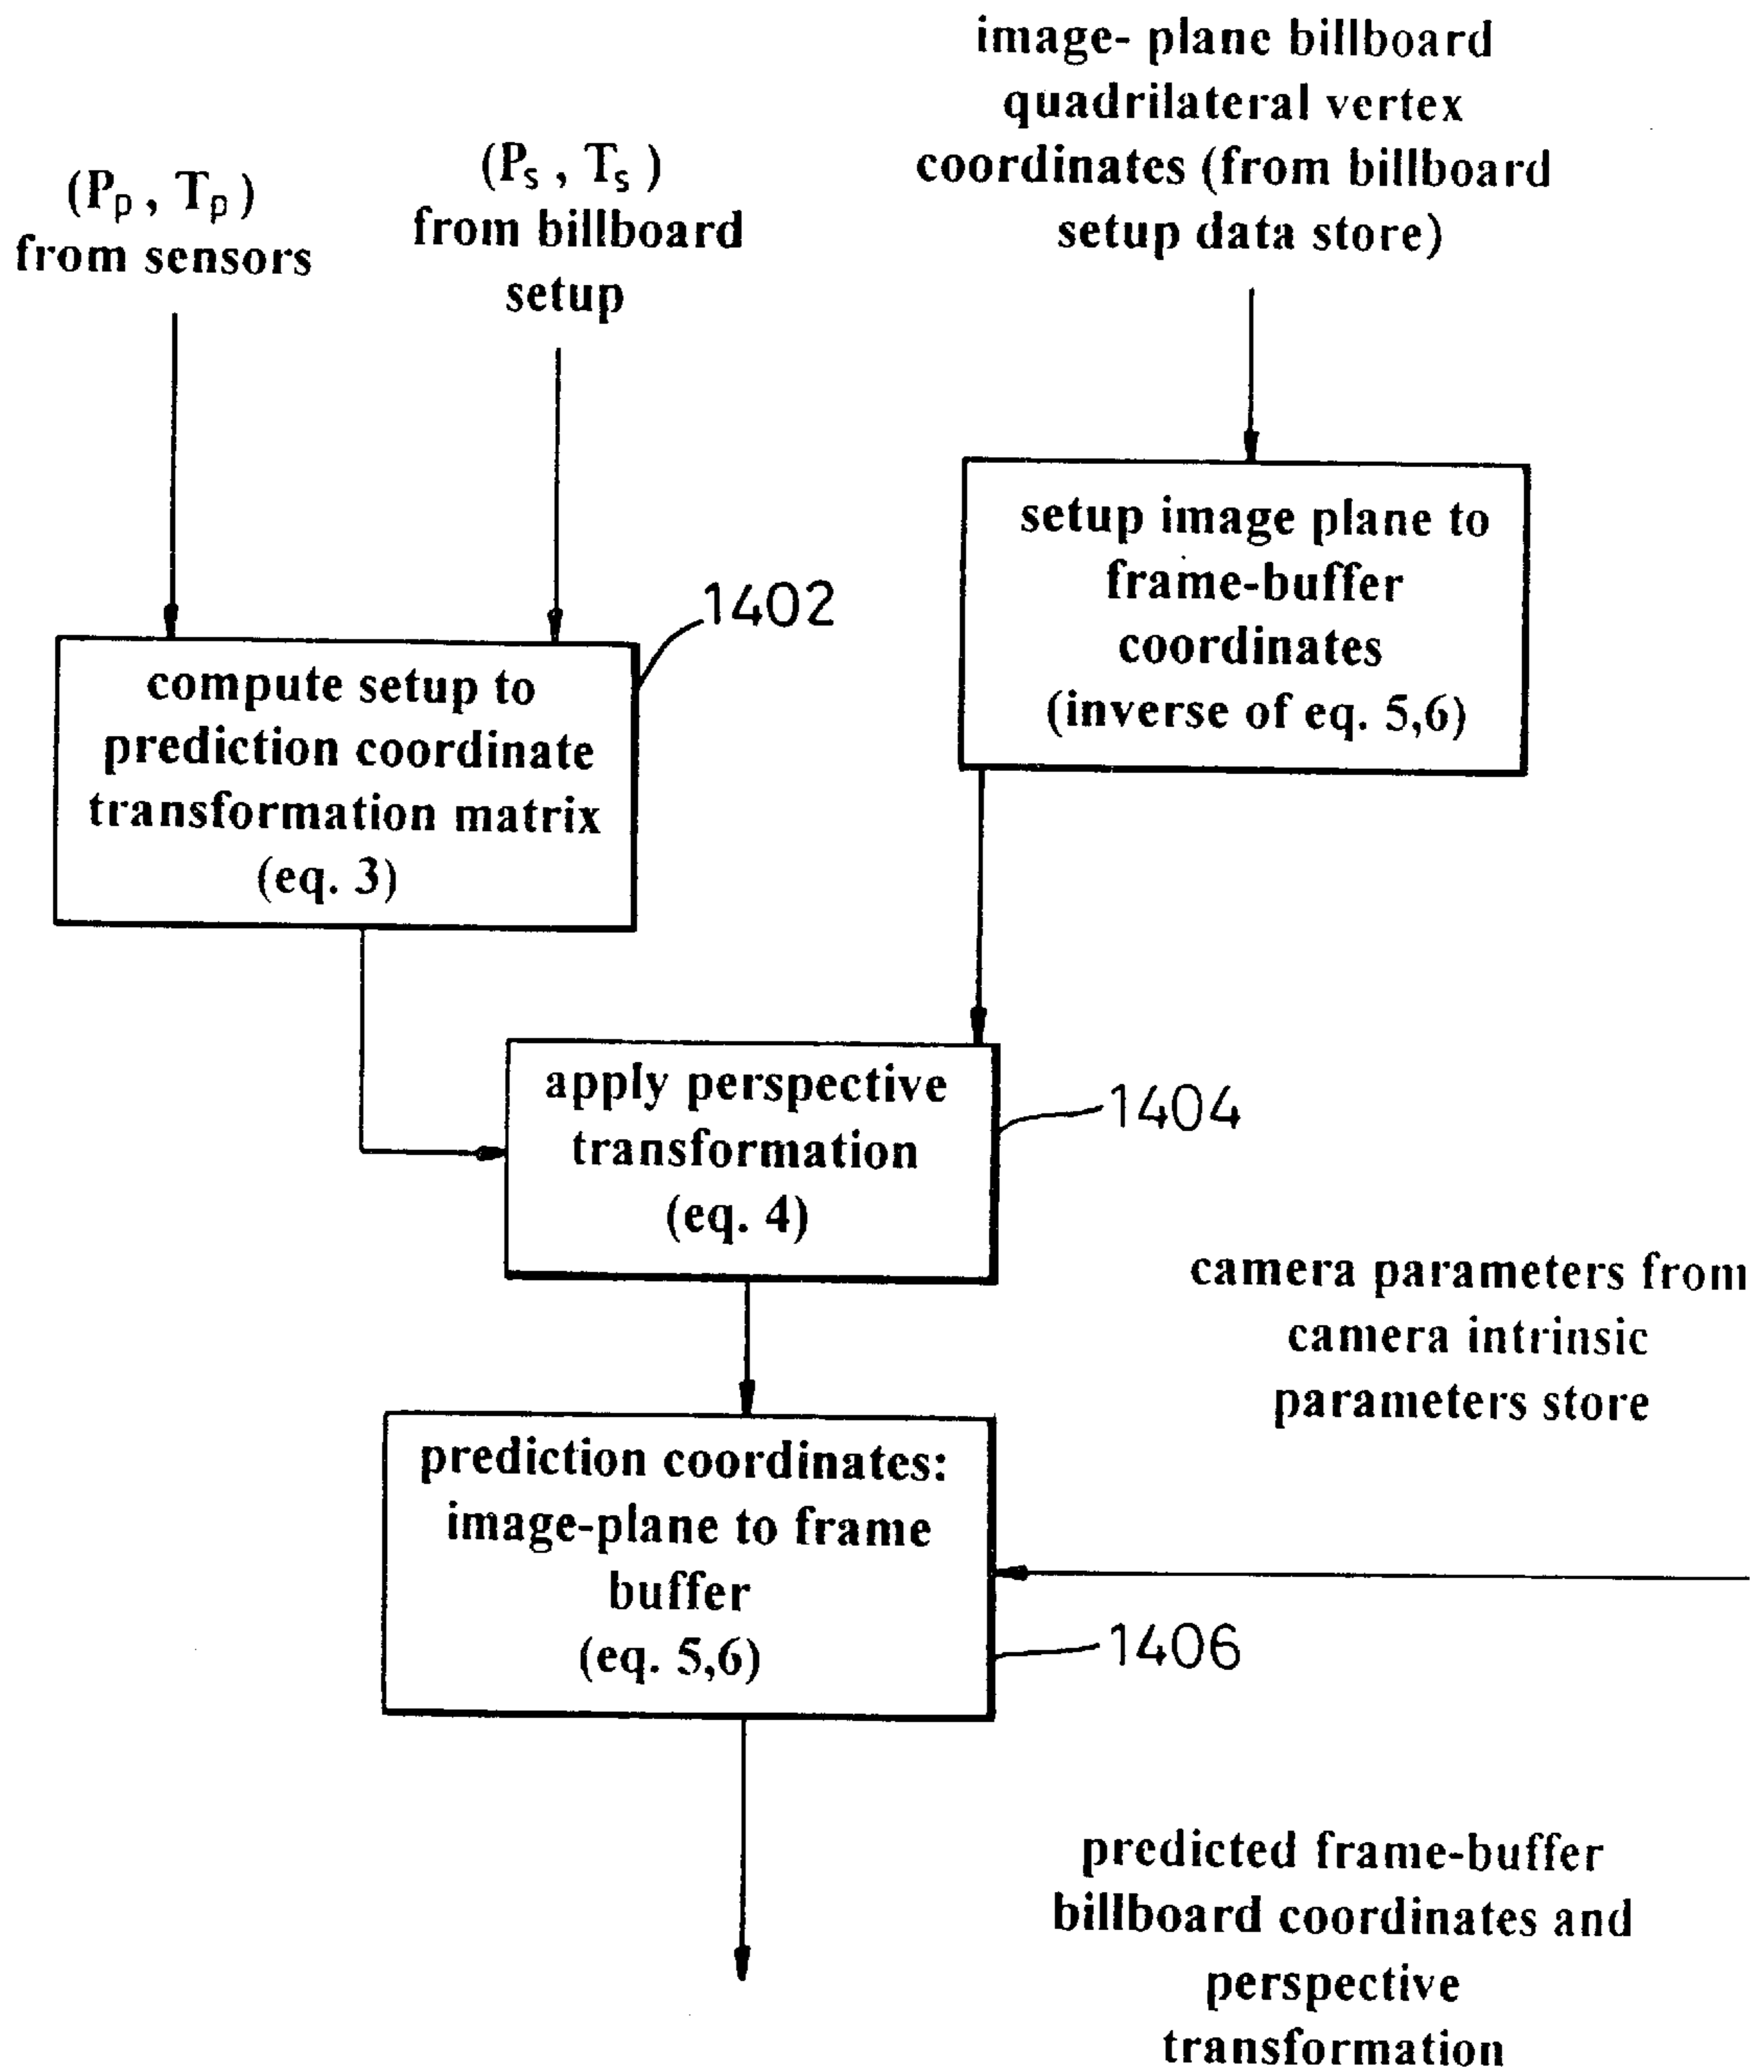 image- plane billboard
quadrilateral vertex
coordinates (from billboard
setup data store)
(Pₚ , Tₚ)
from sensors
(Pₛ , Tₛ )
from billboard
setup
setup image plane to
frame-buffer
coordinates
(inverse of eq. 5,6)
1402
compute setup to
prediction coordinate
transformation matrix
(eq. 3)
apply perspective
transformation
(eq. 4)
1404
camera parameters from
camera intrinsic
parameters store
prediction coordinates:
image-plane to frame
buffer
(eq. 5,6)
1406
predicted frame-buffer
billboard coordinates and
perspective
transformation